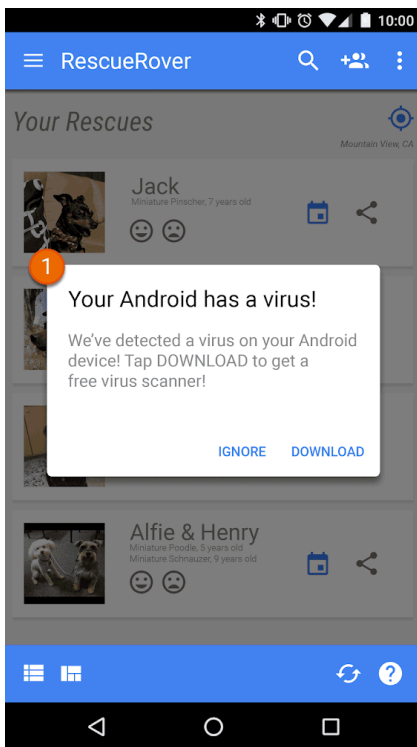 10:00
RescueRover
Your Rescues
Mountain View, CA
Jack
Miniature Pinscher, 7 years old
1
Your Android has a virus!
We've detected a virus on your Android
device! Tap DOWNLOAD to get a
free virus scanner!
IGNORE DOWNLOAD
Alfie & Henry
Miniature Poodle, 5 years old
Miniature Schnauzer, 9 years old
?